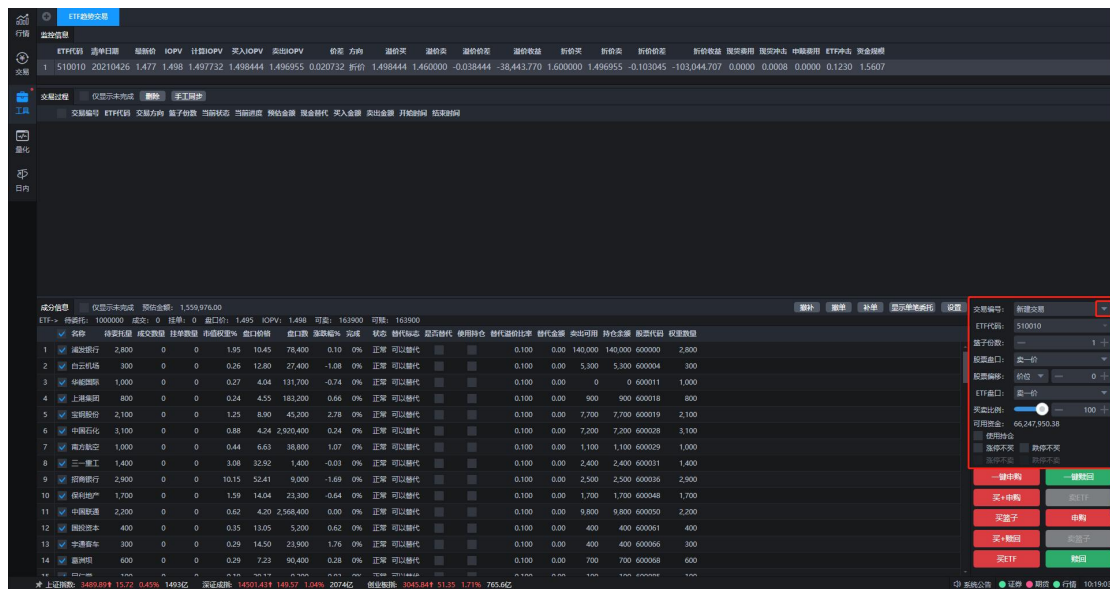 ETF趋势交易
行情
交易
工具
量化
日内
监控信息
ETF代码 清单日期 最新价 IOPV 计算IOPV 买入IOPV 卖出IOPV 价差 方向 溢价买 溢价卖 溢价价差 溢价收益 折价买 折价卖 折价价差 折价收益 现货费用 现货冲击 申赎费用 ETF冲击 资金规模
1 510010 20210426 1.477 1.498 1.497732 1.498444 1.496955 0.020732 折价 1.498444 1.460000 -0.038444 -38,443.770 1.600000 1.496955 -0.103045 -103,044.707 0.0000 0.0008 0.0000 0.1230 1.5607
交易过程 仅显示未完成 删除 手工同步
交易编号 ETF代码 交易方向 篮子份数 当前状态 当前进度 预估金额 现金替代 买入金额 卖出金额 开始时间 结束时间
成分信息 仅显示未完成 预估金额: 1,559,976.00 撤补 撤单 补单 显示单笔委托 设置
ETF-> 待委托: 1000000 成交: 0 挂单: 0 盘口价: 1.495 IOPV: 1.498 可卖: 163900 可赎: 163900
名称 待委托量 成交数量 挂单数量 市值权重% 盘口价格 盘口数 涨跌幅% 完成 状态 替代标志 是否替代 使用持仓 替代溢价比率 替代金额 卖出可用 持仓余额 股票代码 权重数量
1 浦发银行 2,800 0 0 1.95 10.45 78,400 0.10 0% 正常 可以替代 0.100 0.00 140,000 140,000 600000 2,800
2 白云机场 300 0 0 0.26 12.80 27,400 -1.08 0% 正常 可以替代 0.100 0.00 5,300 5,300 600004 300
3 华能国际 1,000 0 0 0.27 4.04 131,700 -0.74 0% 正常 可以替代 0.100 0.00 0 0 600011 1,000
4 上港集团 800 0 0 0.24 4.55 183,200 0.66 0% 正常 可以替代 0.100 0.00 900 900 600018 800
5 宝钢股份 2,100 0 0 1.25 8.90 45,200 2.78 0% 正常 可以替代 0.100 0.00 7,700 7,700 600019 2,100
6 中国石化 3,100 0 0 0.88 4.24 2,920,400 0.24 0% 正常 可以替代 0.100 0.00 7,200 7,200 600028 3,100
7 南方航空 1,000 0 0 0.44 6.63 38,800 1.07 0% 正常 可以替代 0.100 0.00 1,100 1,100 600029 1,000
8 三一重工 1,400 0 0 3.08 32.92 1,400 -0.03 0% 正常 可以替代 0.100 0.00 2,400 2,400 600031 1,400
9 招商银行 2,900 0 0 10.15 52.41 9,000 -1.69 0% 正常 可以替代 0.100 0.00 2,500 2,500 600036 2,900
10 保利地产 1,700 0 0 1.59 14.04 23,300 -0.64 0% 正常 可以替代 0.100 0.00 1,700 1,700 600048 1,700
11 中国联通 2,200 0 0 0.62 4.20 2,568,400 0.00 0% 正常 可以替代 0.100 0.00 9,800 9,800 600050 2,200
12 国投资本 400 0 0 0.35 13.05 5,200 0.62 0% 正常 可以替代 0.100 0.00 400 400 600061 400
13 宇通客车 300 0 0 0.29 14.50 23,900 1.76 0% 正常 可以替代 0.100 0.00 400 400 600066 300
14 葛洲坝 600 0 0 0.29 7.23 90,400 0.28 0% 正常 可以替代 0.100 0.00 700 700 600068 600
交易编号: 新建交易
ETF代码: 510010
篮子份数: 1
股票盘口: 卖一价
股票偏移: 价位 0
ETF盘口: 卖一价
买卖比例: 100
可用资金: 66,247,950.38
使用持仓
涨停不买 跌停不买
涨停不卖 跌停不卖
一键申购 一键赎回
买+申购 卖ETF
买篮子 申购
买+赎回 卖篮子
买ETF 赎回
上证指数: 3489.89↑ 15.72 0.45% 1493亿 深证成指: 14501.43↑ 149.57 1.04% 2074亿 创业板指: 3045.84↑ 51.35 1.71% 765.6亿 系统公告 证券 期货 行情 10:19:03